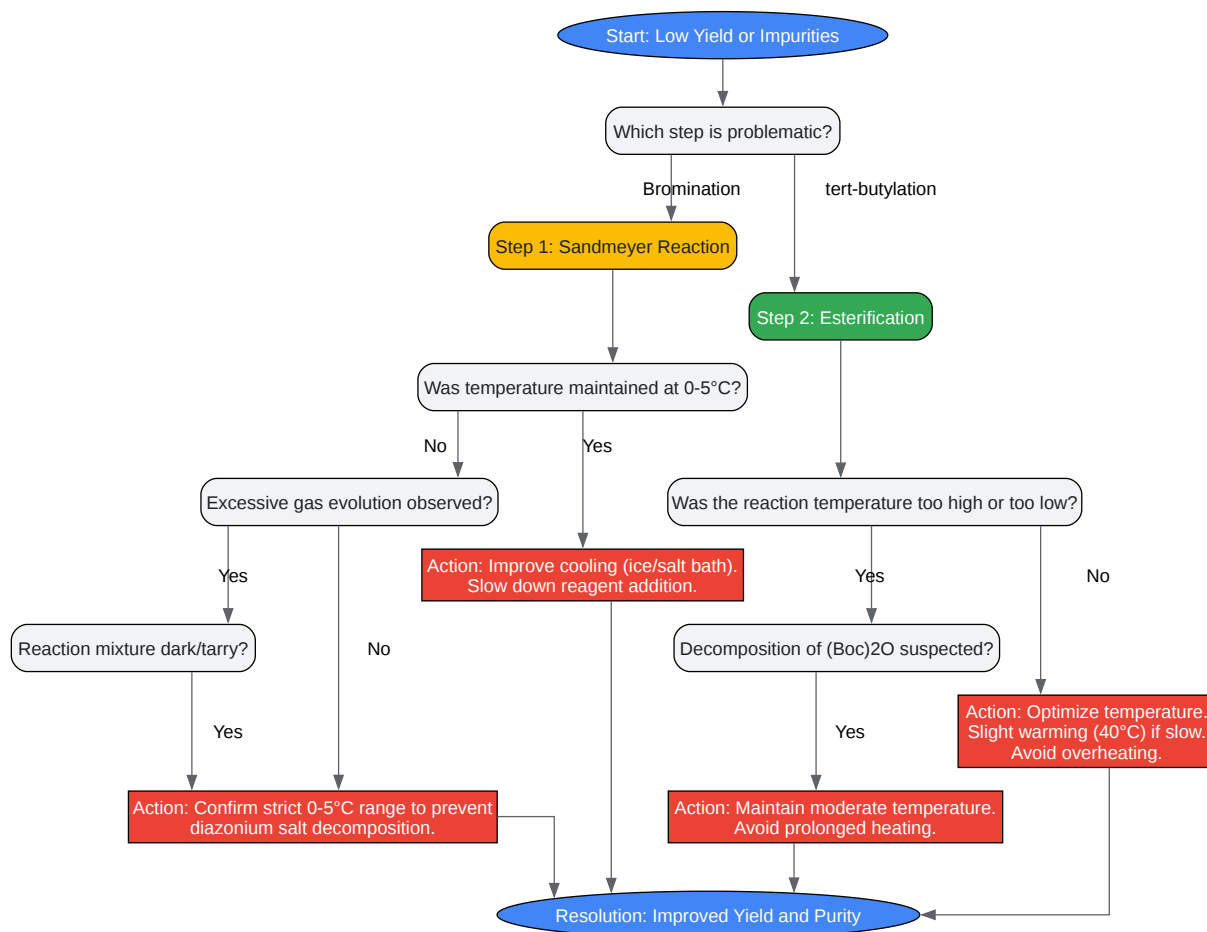 Start: Low Yield or Impurities
Which step is problematic?
Bromination
tert-butylation
Step 1: Sandmeyer Reaction
Step 2: Esterification
Was temperature maintained at 0-5°C?
No
Yes
Excessive gas evolution observed?
Was the reaction temperature too high or too low?
Action: Improve cooling (ice/salt bath).
Slow down reagent addition.
Yes
Yes
No
Reaction mixture dark/tarry?
No
Decomposition of (Boc)2O suspected?
Yes
Yes
Action: Optimize temperature.
Slight warming (40°C) if slow.
Avoid overheating.
Action: Confirm strict 0-5°C range to prevent
diazonium salt decomposition.
Action: Maintain moderate temperature.
Avoid prolonged heating.
Resolution: Improved Yield and Purity